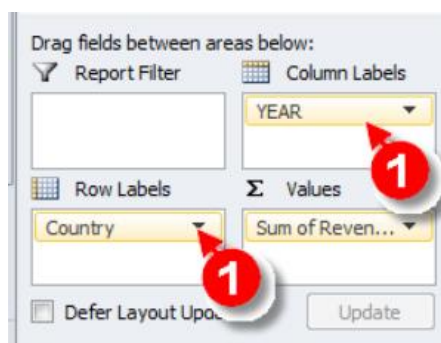 Drag fields between areas below:
Report Filter
Column Labels
YEAR
1
Row Labels
Σ Values
Country
Sum of Reven...
1
Defer Layout
Update